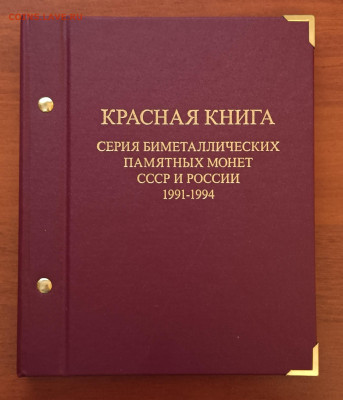 КРАСНАЯ КНИГА
СЕРИЯ БИМЕТАЛЛИЧЕСКИХ
ПАМЯТНЫХ МОНЕТ
СССР И РОССИИ
1991-1994